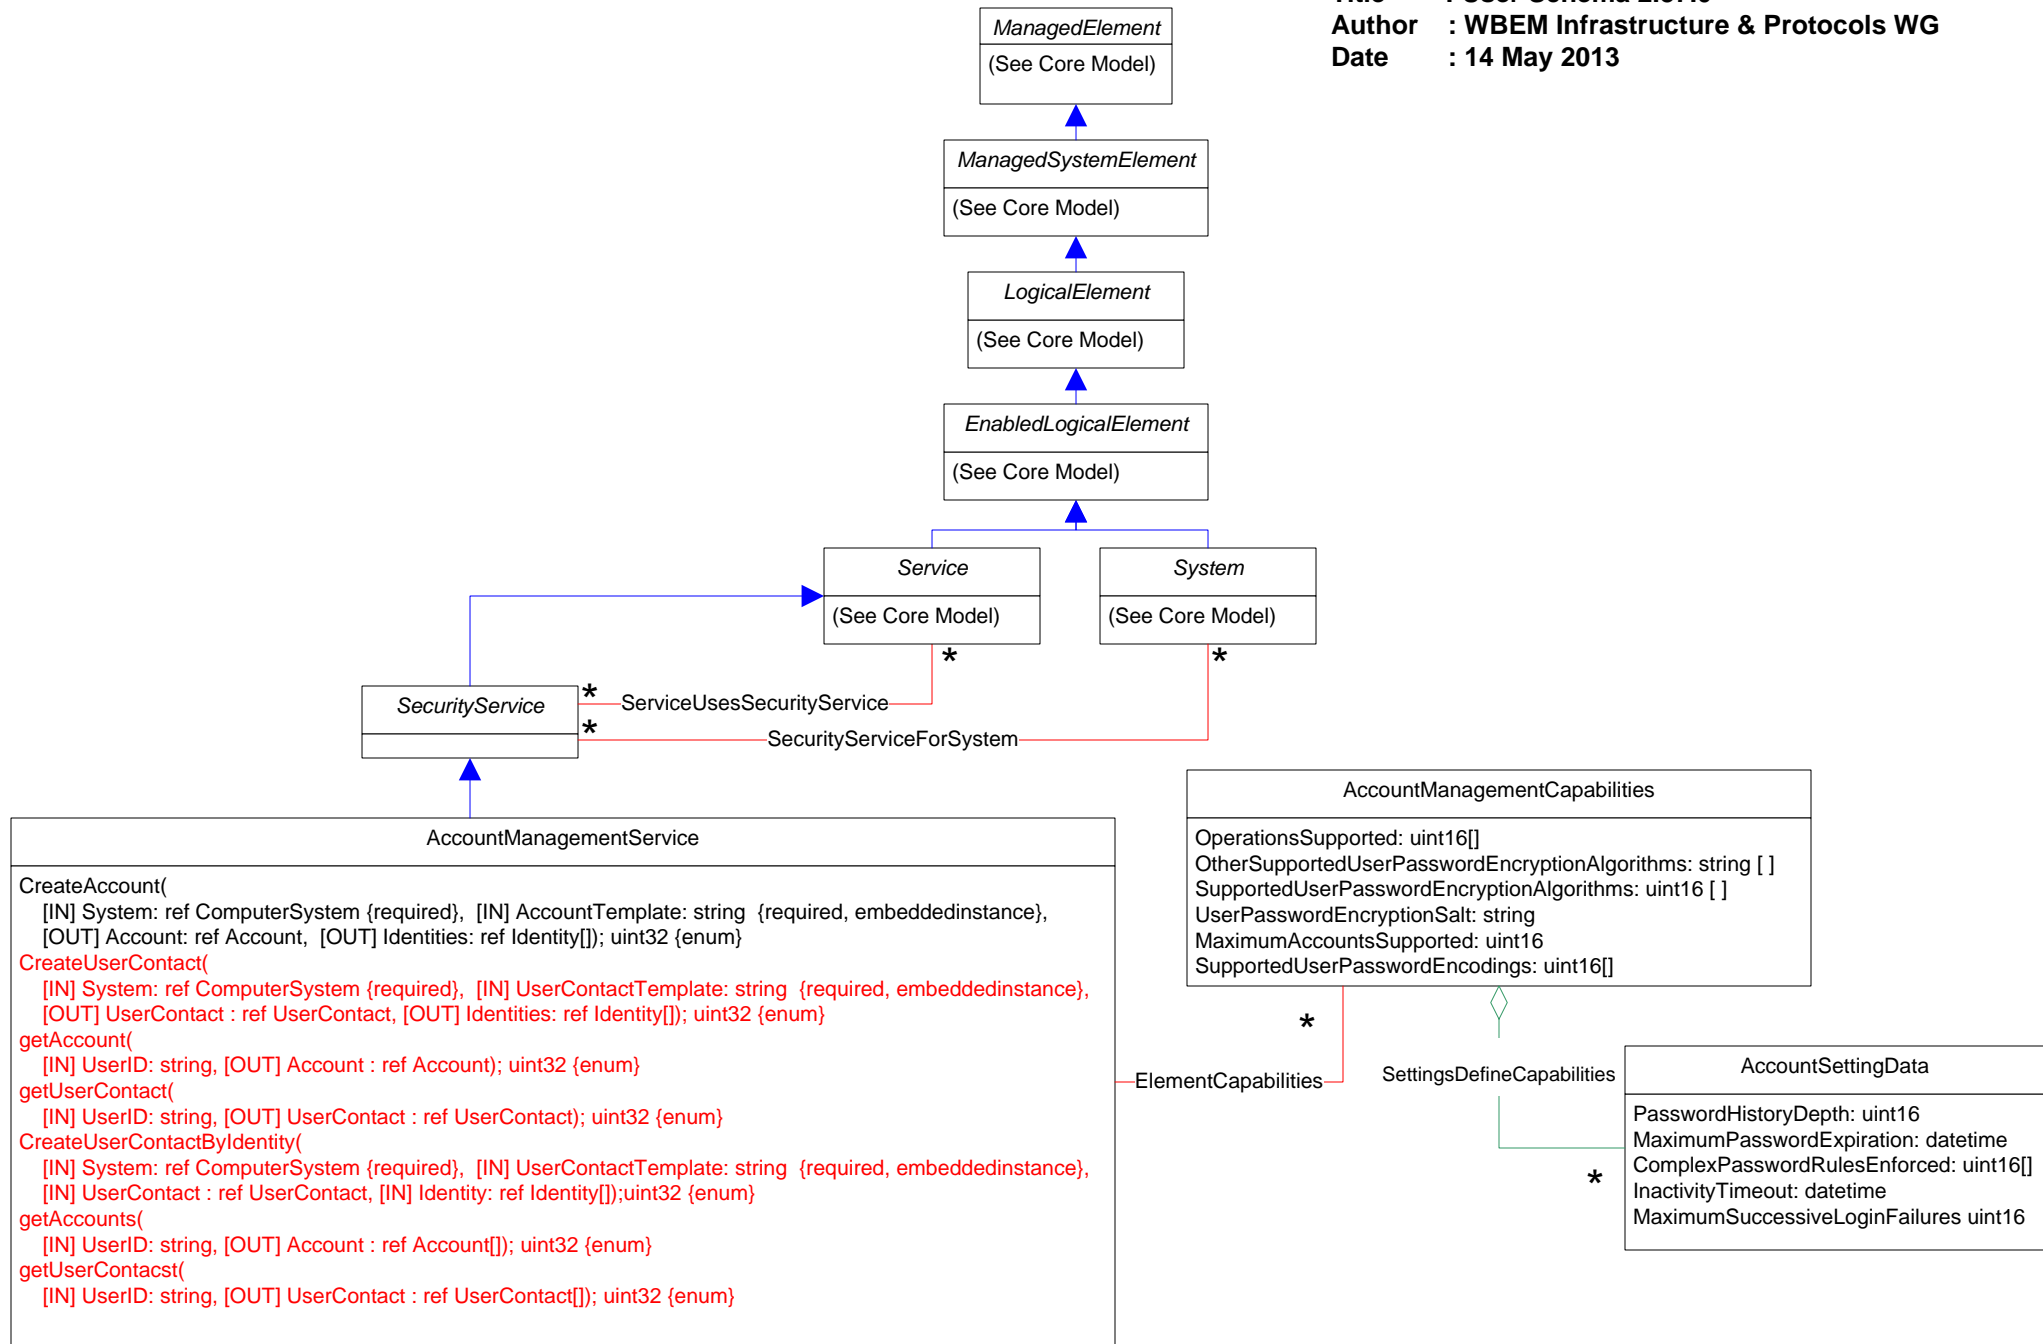 Author : WBEM Infrastructure & Protocols WG
Date : 14 May 2013
ManagedElement
(See Core Model)
ManagedSystemElement
(See Core Model)
LogicalElement
(See Core Model)
EnabledLogicalElement
(See Core Model)
Service
(See Core Model)
System
(See Core Model)
*
*
SecurityService
*
ServiceUsesSecurityService
*
SecurityServiceForSystem
AccountManagementService
CreateAccount(
[IN] System: ref ComputerSystem {required}, [IN] AccountTemplate: string {required, embeddedinstance},
[OUT] Account: ref Account, [OUT] Identities: ref Identity[]); uint32 {enum}
CreateUserContact(
[IN] System: ref ComputerSystem {required}, [IN] UserContactTemplate: string {required, embeddedinstance},
[OUT] UserContact : ref UserContact, [OUT] Identities: ref Identity[]); uint32 {enum}
getAccount(
[IN] UserID: string, [OUT] Account : ref Account); uint32 {enum}
getUserContact(
[IN] UserID: string, [OUT] UserContact : ref UserContact); uint32 {enum}
CreateUserContactByIdentity(
[IN] System: ref ComputerSystem {required}, [IN] UserContactTemplate: string {required, embeddedinstance},
[IN] UserContact : ref UserContact, [IN] Identity: ref Identity[]);uint32 {enum}
getAccounts(
[IN] UserID: string, [OUT] Account : ref Account[]); uint32 {enum}
getUserContacst(
[IN] UserID: string, [OUT] UserContact : ref UserContact[]); uint32 {enum}
AccountManagementCapabilities
OperationsSupported: uint16[]
OtherSupportedUserPasswordEncryptionAlgorithms: string [ ]
SupportedUserPasswordEncryptionAlgorithms: uint16 [ ]
UserPasswordEncryptionSalt: string
MaximumAccountsSupported: uint16
SupportedUserPasswordEncodings: uint16[]
*
ElementCapabilities
SettingsDefineCapabilities
*
AccountSettingData
PasswordHistoryDepth: uint16
MaximumPasswordExpiration: datetime
ComplexPasswordRulesEnforced: uint16[]
InactivityTimeout: datetime
MaximumSuccessiveLoginFailures uint16